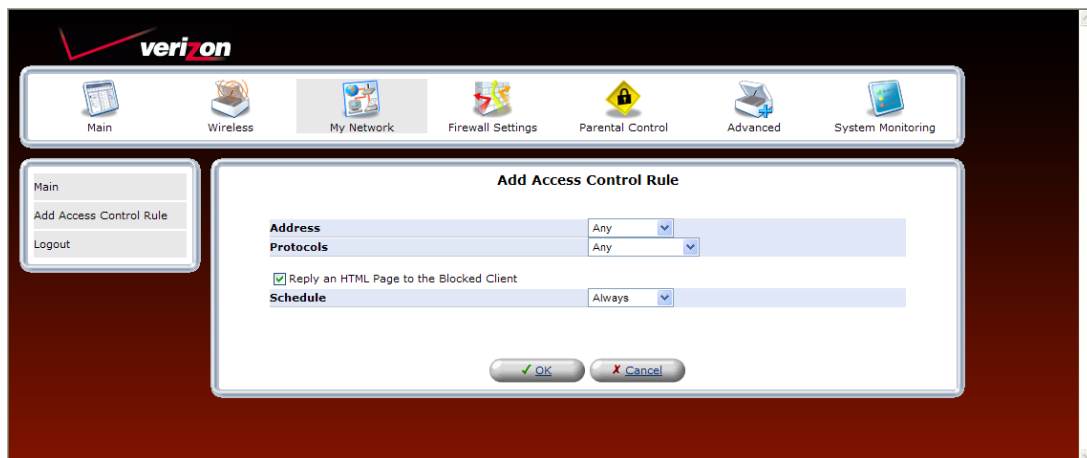 verizon
Main
Wireless
My Network
Firewall Settings
Parental Control
Advanced
System Monitoring
Main
Add Access Control Rule
Logout
Add Access Control Rule
Address Any
Protocols Any
Reply an HTML Page to the Blocked Client
Schedule Always
OK Cancel